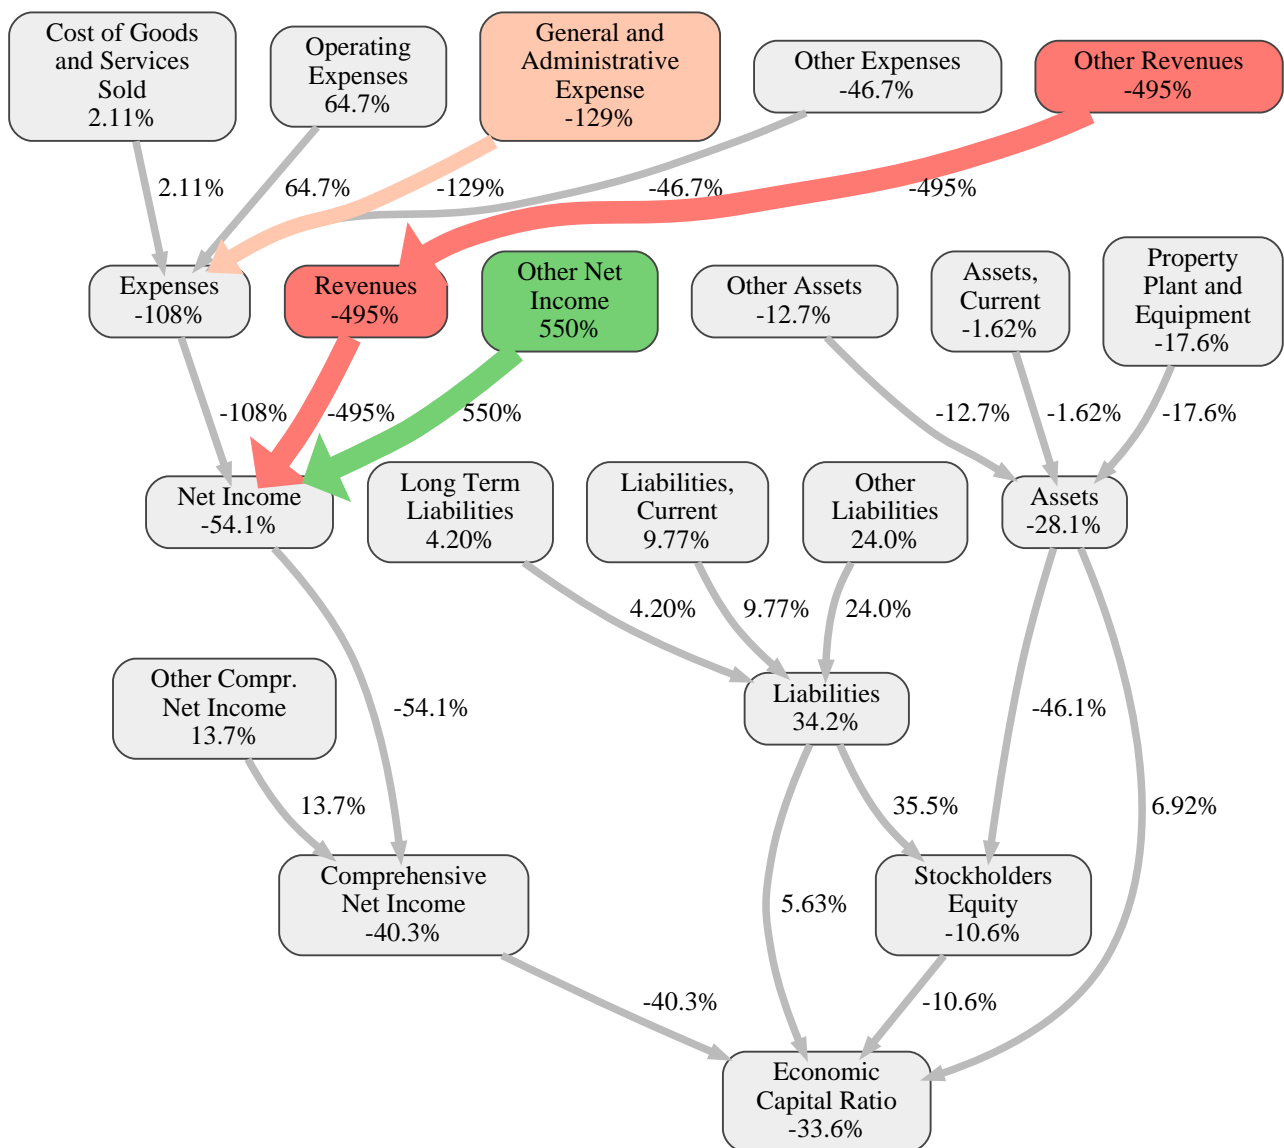 Cost of Goods
and Services
Sold
2.11%
Operating
Expenses
64.7%
General and
Administrative
Expense
-129%
Other Expenses
-46.7%
Other Revenues
-495%
2.11%
64.7%
-129%
-46.7%
-495%
Expenses
-108%
Revenues
-495%
Other Net
Income
550%
Other Assets
-12.7%
Assets,
Current
-1.62%
Property
Plant and
Equipment
-17.6%
-108%
-495%
550%
-12.7%
-1.62%
-17.6%
Net Income
-54.1%
Long Term
Liabilities
4.20%
Liabilities,
Current
9.77%
Other
Liabilities
24.0%
Assets
-28.1%
4.20%
9.77%
24.0%
Other Compr.
Net Income
13.7%
-54.1%
Liabilities
34.2%
-46.1%
13.7%
35.5%
6.92%
Comprehensive
Net Income
-40.3%
5.63%
Stockholders
Equity
-10.6%
-40.3%
-10.6%
Economic
Capital Ratio
-33.6%